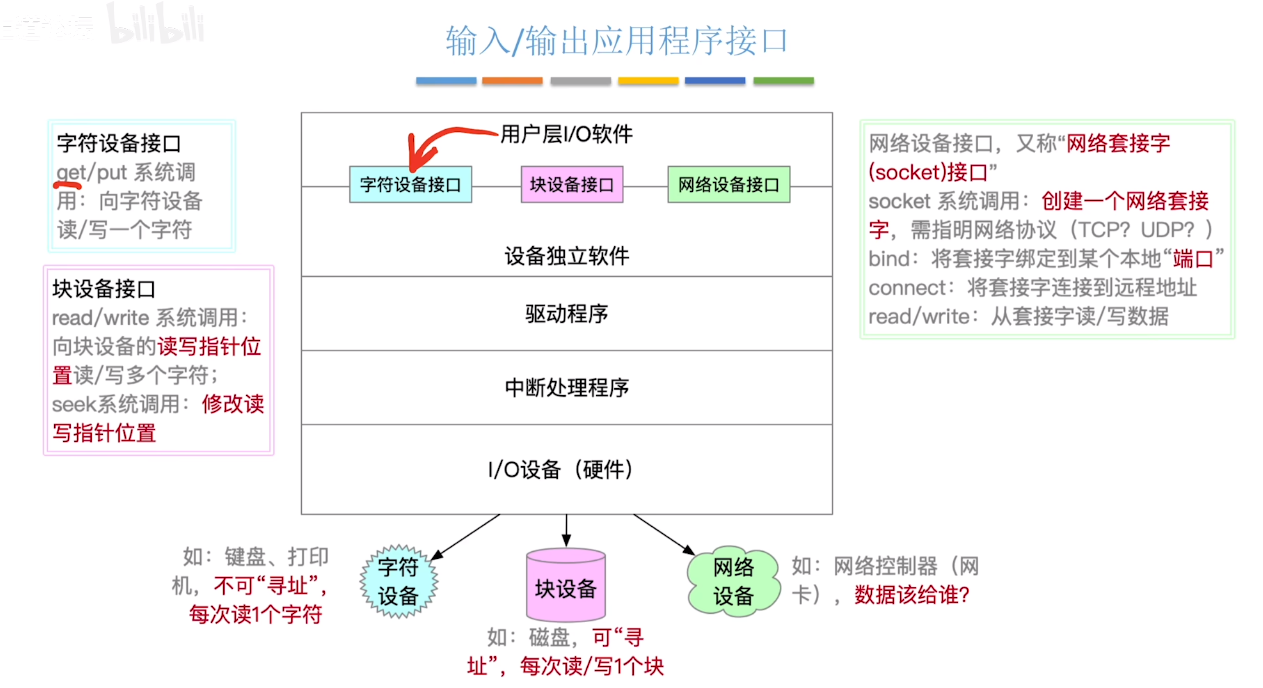 bilibili
输入/输出应用程序接口
字符设备接口
get/put 系统调
用：向字符设备
读/写一个字符
块设备接口
read/write 系统调用：
向块设备的读写指针位
置读/写多个字符；
seek系统调用：修改读
写指针位置
用户层I/O软件
字符设备接口
块设备接口
网络设备接口
设备独立软件
驱动程序
中断处理程序
I/O设备（硬件）
网络设备接口，又称“网络套接字
(socket)接口”
socket 系统调用：创建一个网络套接
字，需指明网络协议（TCP？UDP？）
bind：将套接字绑定到某个本地“端口”
connect：将套接字连接到远程地址
read/write：从套接字读/写数据
如：键盘、打印
机，不可“寻址”，
每次读1个字符
字符
设备
块设备
如：磁盘，可“寻
址”，每次读/写1个块
网络
设备
如：网络控制器（网
卡），数据该给谁？